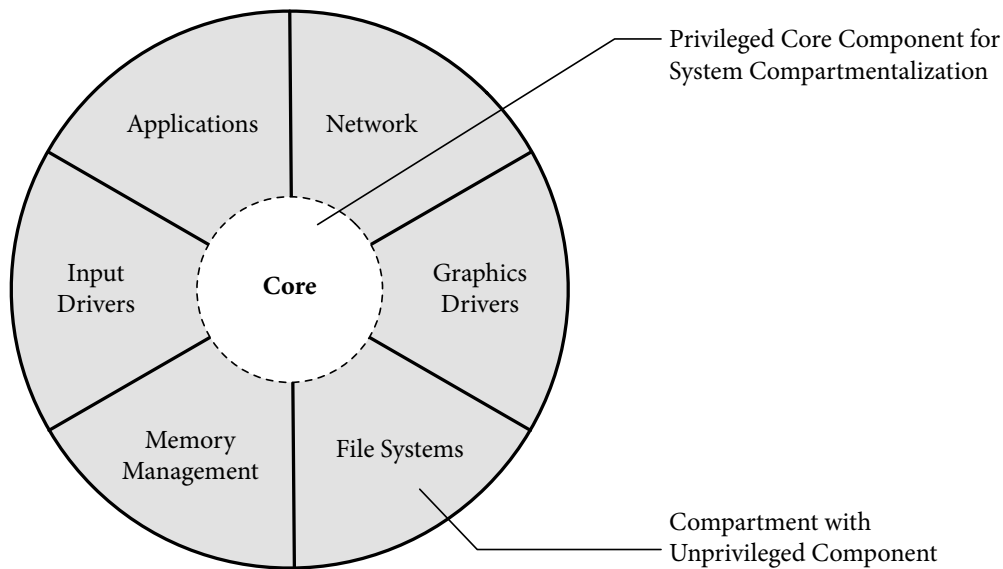 Privileged Core Component for
System Compartmentalization
Applications
Network
Input
Drivers
Core
Graphics
Drivers
Memory
Management
File Systems
Compartment with
Unprivileged Component